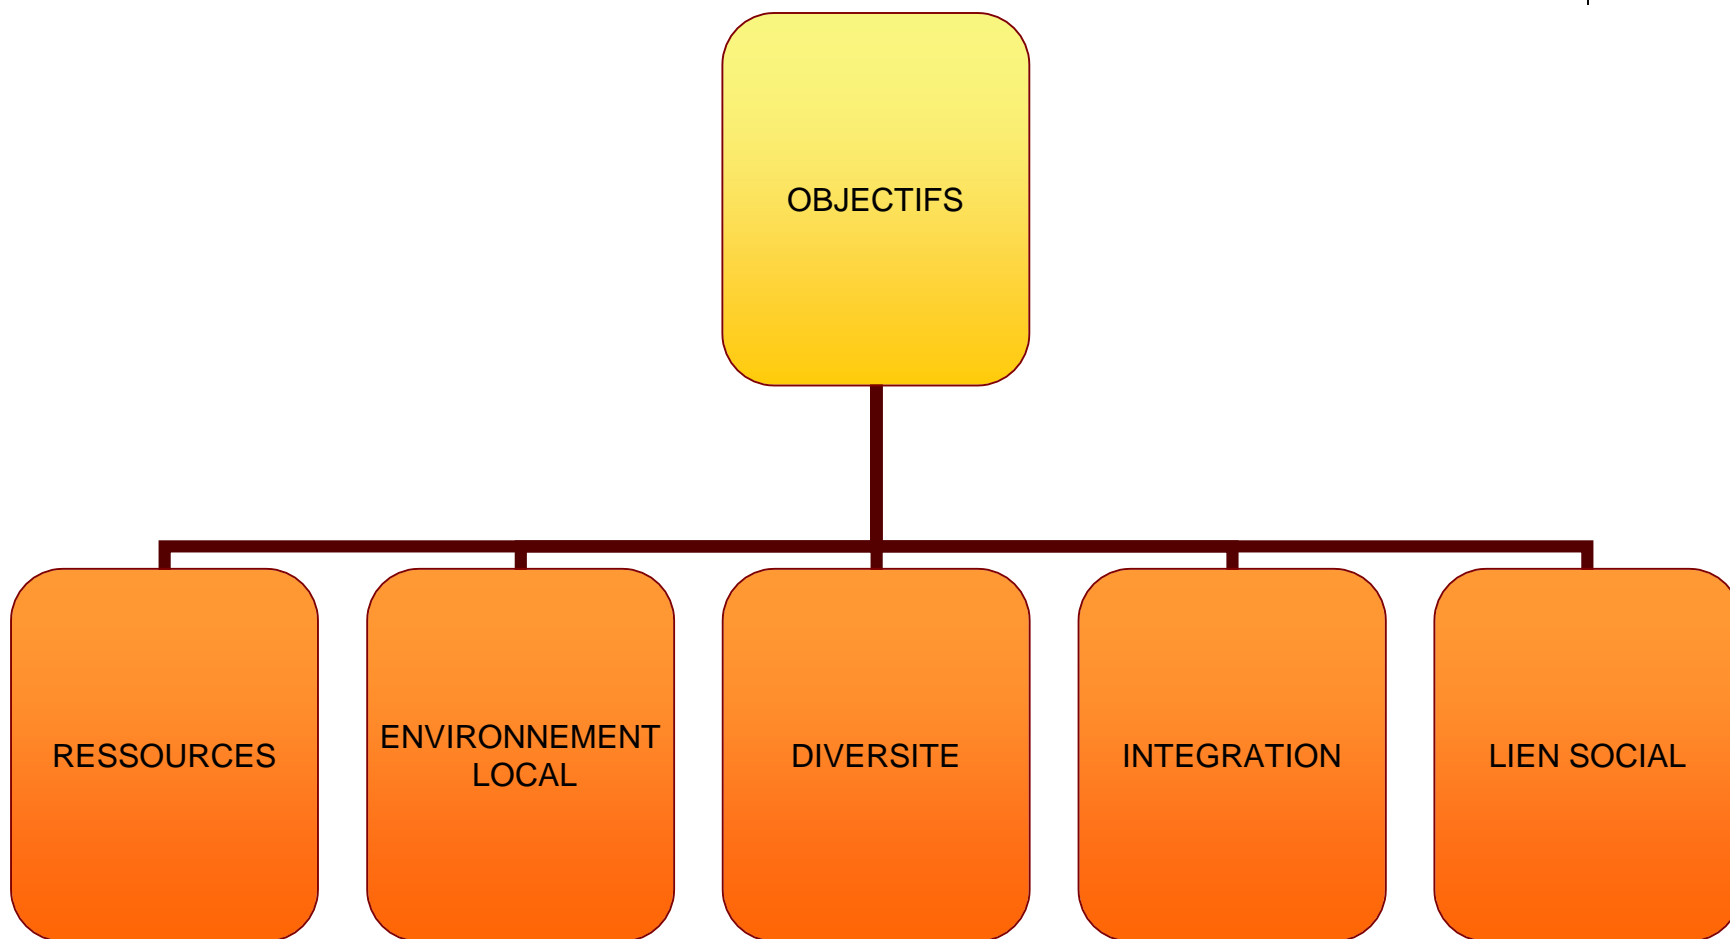 OBJECTIFS
RESSOURCES
ENVIRONNEMENT
LOCAL
DIVERSITE
INTEGRATION
LIEN SOCIAL